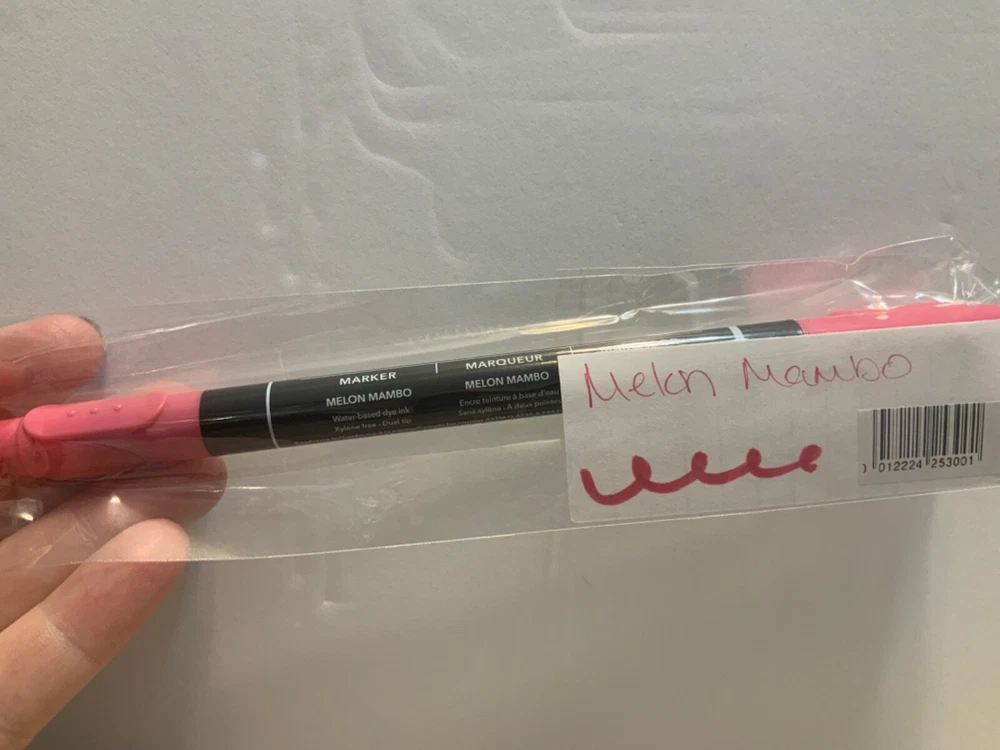 MARKER
MELON MAMBO
Water-based dye ink
Xylene free - Dual tip
MARQUEUR
MELON MAMBO
Encre teinture à base d'eau
Sans xylène - À deux pointes
Melon Mambo
012224 253001